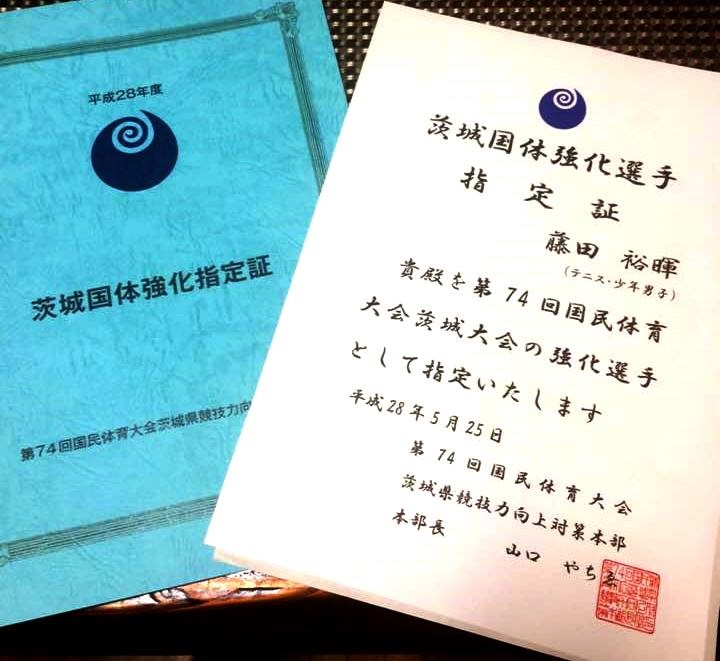 平成28年度
茨城国体強化指定証
第74回国民体育大会茨城県競技力向
茨城国体強化選手
指定証
藤田 裕暉
(テニス・少年男子)
貴殿を第74回国民体育
大会茨城大会の強化選手
として指定いたします
平成28年5月25日
第74回国民体育大会
茨城県競技力向上対策本部
本部長
山口 やちゑ